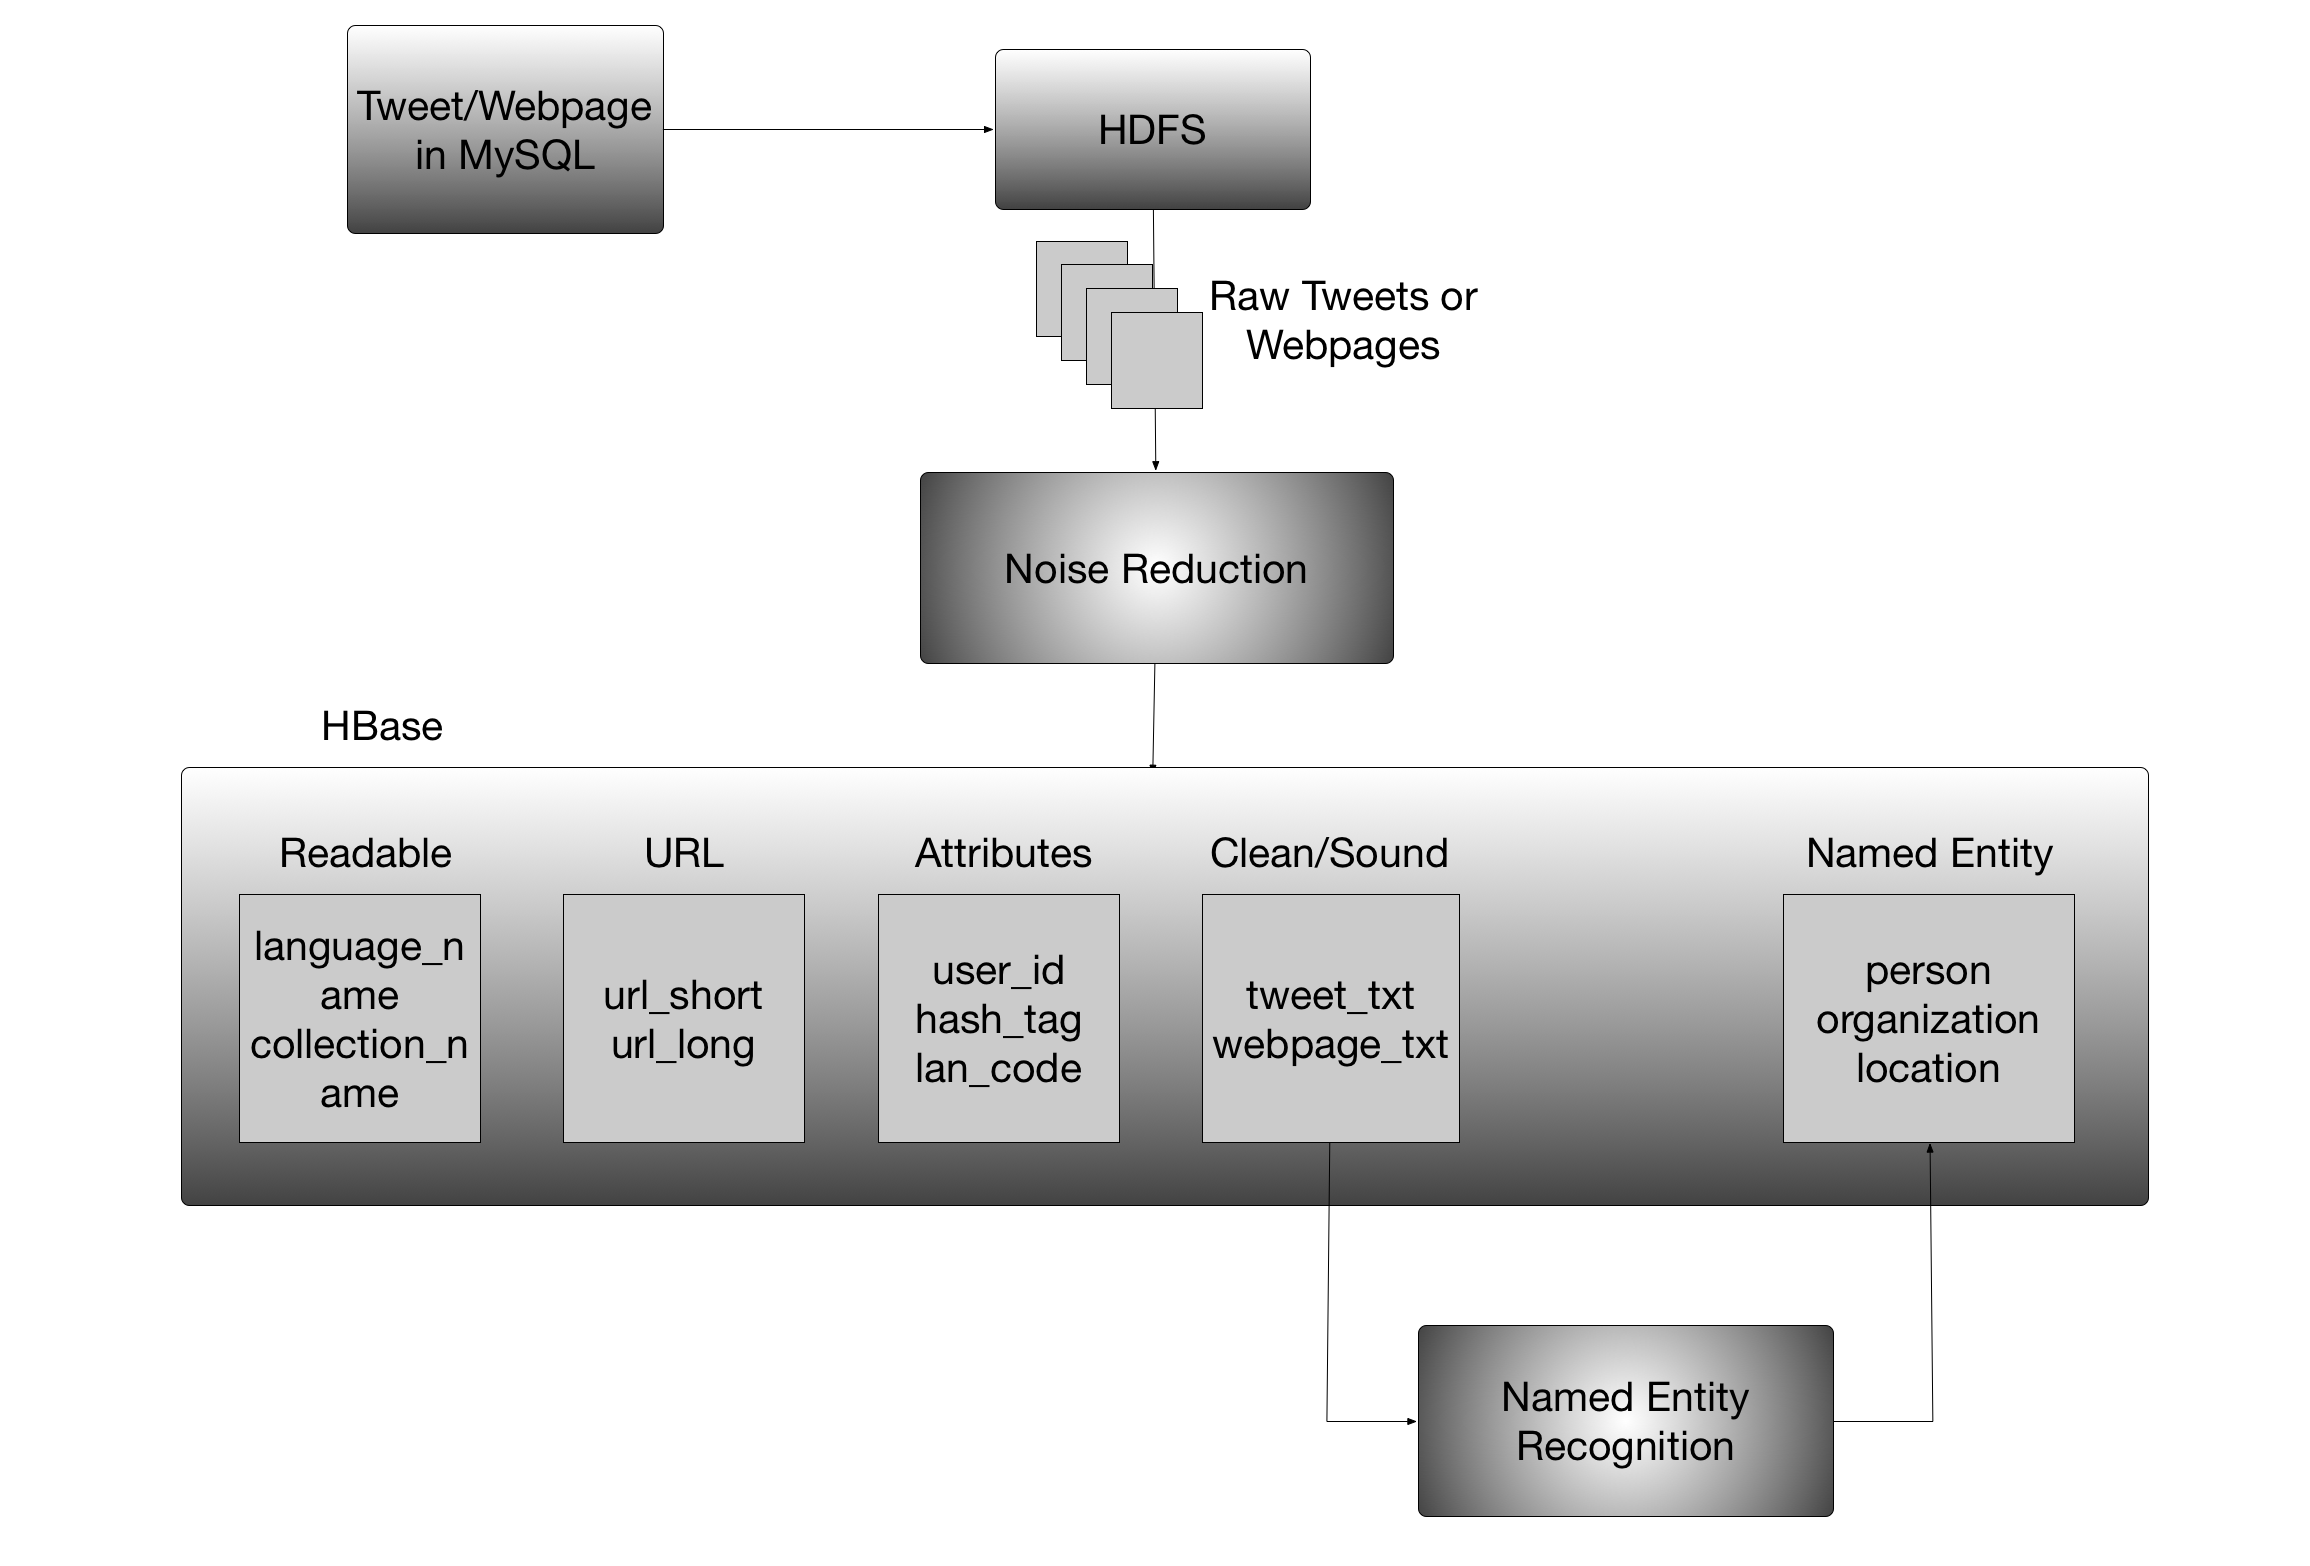 Tweet/Webpage
in MySQL
HDFS
Raw Tweets or
Webpages
Noise Reduction
HBase
Readable
URL
Attributes
Clean/Sound
Named Entity
language_n
ame
collection_n
ame
url_short
url_long
user_id
hash_tag
lan_code
tweet_txt
webpage_txt
person
organization
location
Named Entity
Recognition